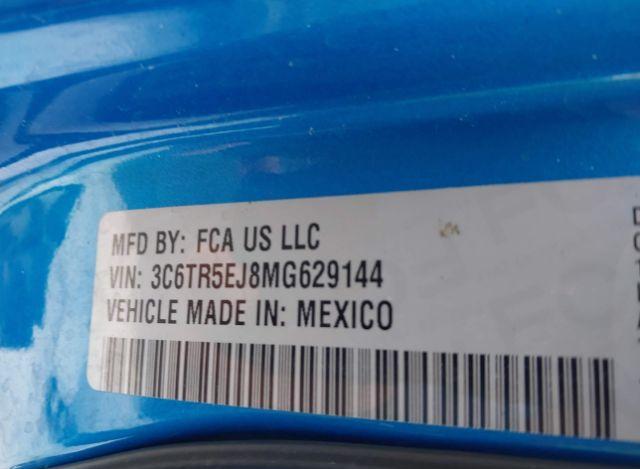 MFD BY: FCA US LLC
VIN: 3C6TR5EJ8MG629144
VEHICLE MADE IN: MEXICO